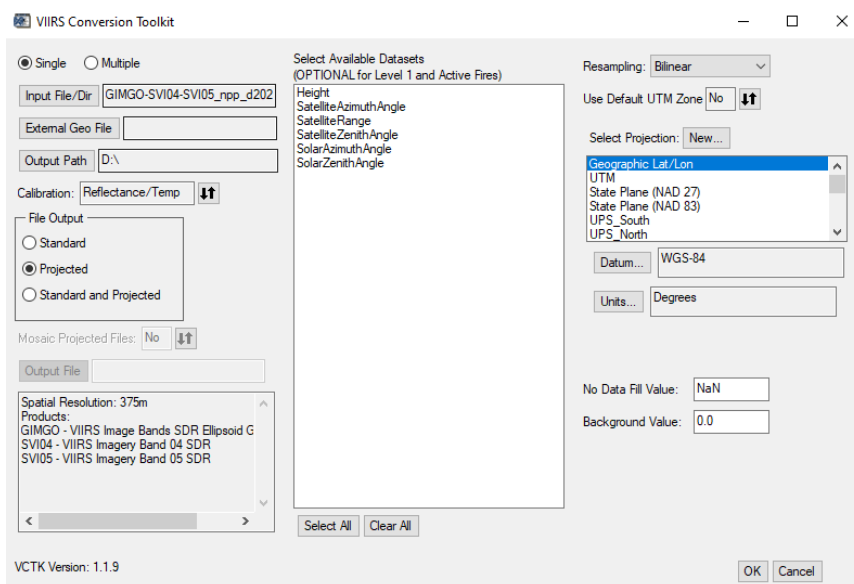 VIIRS Conversion Toolkit
Single
Multiple
Input File/Dir
GIMGO-SVI04-SVI05_npp_d202
External Geo File
Output Path
D:\
Calibration:
Reflectance/Temp
File Output
Standard
Projected
Standard and Projected
Mosaic Projected Files:
No
Output File
Spatial Resolution: 375m
Products:
GIMGO - VIIRS Image Bands SDR Ellipsoid G
SVI04 - VIIRS Imagery Band 04 SDR
SVI05 - VIIRS Imagery Band 05 SDR
VCTK Version: 1.1.9
Select Available Datasets
(OPTIONAL for Level 1 and Active Fires)
Height
SatelliteAzimuthAngle
SatelliteRange
SatelliteZenithAngle
SolarAzimuthAngle
SolarZenithAngle
Select All
Clear All
Resampling:
Bilinear
Use Default UTM Zone
No
Select Projection:
New...
Geographic Lat/Lon
UTM
State Plane (NAD 27)
State Plane (NAD 83)
UPS_South
UPS_North
Datum...
WGS-84
Units...
Degrees
No Data Fill Value:
NaN
Background Value:
0.0
OK
Cancel